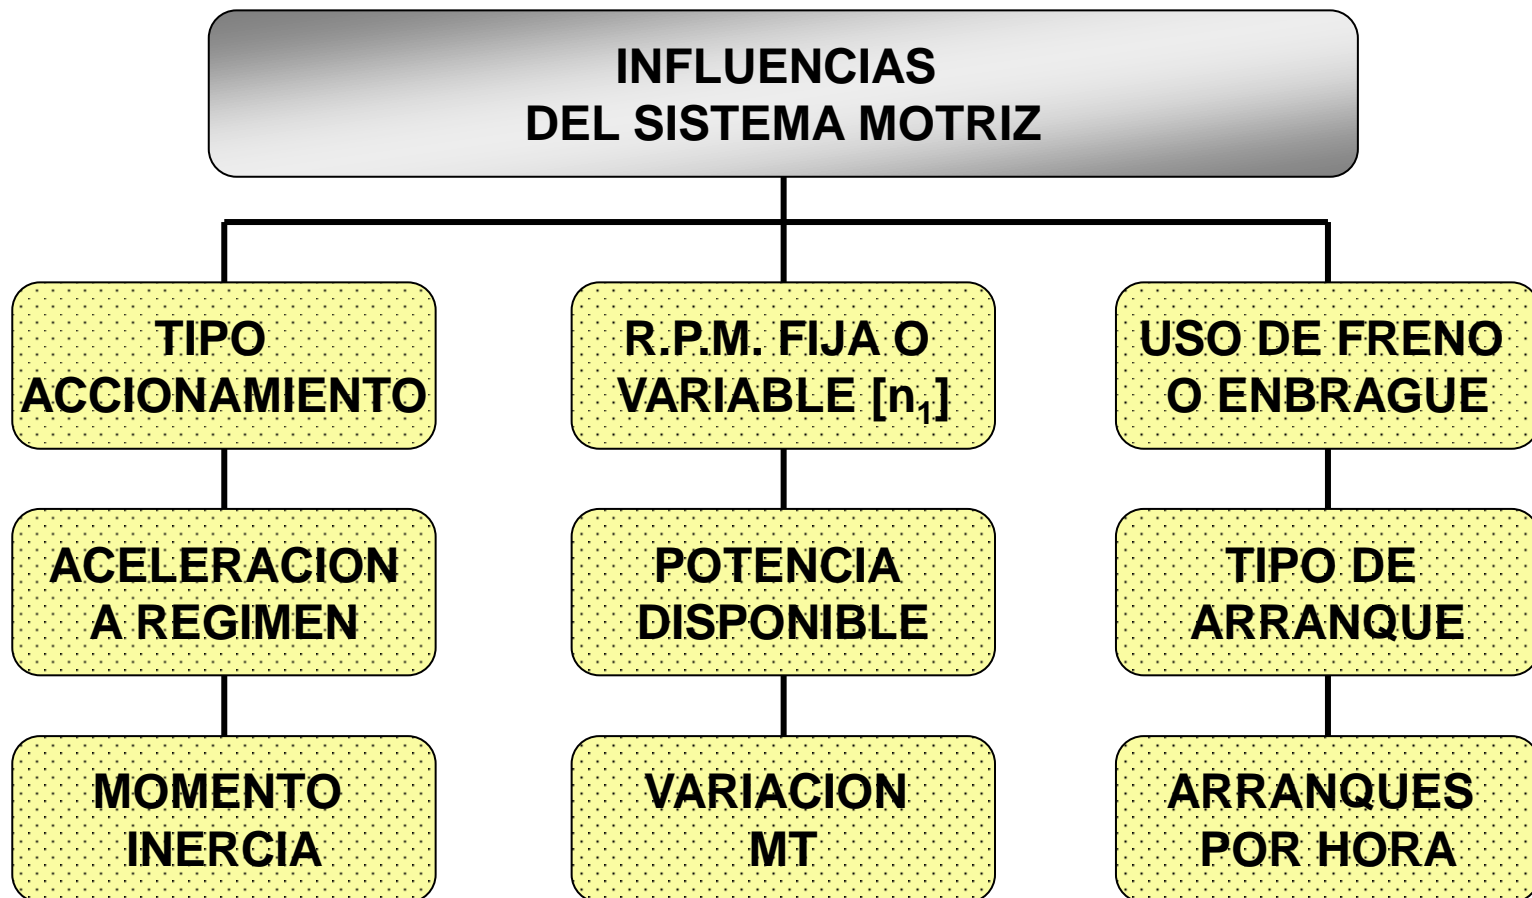 INFLUENCIAS
DEL SISTEMA MOTRIZ
TIPO
ACCIONAMIENTO
R.P.M. FIJA O
VARIABLE [n₁]
USO DE FRENO
O ENBRAGUE
ACELERACION
A REGIMEN
POTENCIA
DISPONIBLE
TIPO DE
ARRANQUE
MOMENTO
INERCIA
VARIACION
MT
ARRANQUES
POR HORA